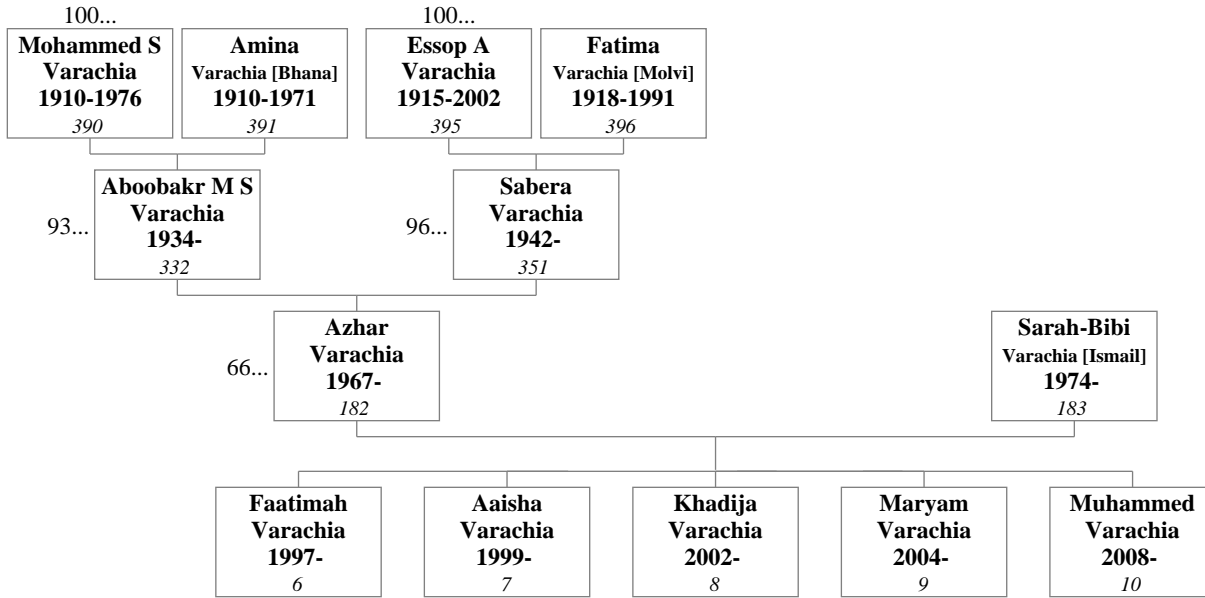 100...
Mohammed S
Varachia
1910-1976
390
Amina
Varachia [Bhana]
1910-1971
391
100...
Essop A
Varachia
1915-2002
395
Fatima
Varachia [Molvi]
1918-1991
396
93...
Aboobakr M S
Varachia
1934-
332
96...
Sabera
Varachia
1942-
351
66...
Azhar
Varachia
1967-
182
Sarah-Bibi
Varachia [Ismail]
1974-
183
Faatimah
Varachia
1997-
6
Aaisha
Varachia
1999-
7
Khadija
Varachia
2002-
8
Maryam
Varachia
2004-
9
Muhammed
Varachia
2008-
10